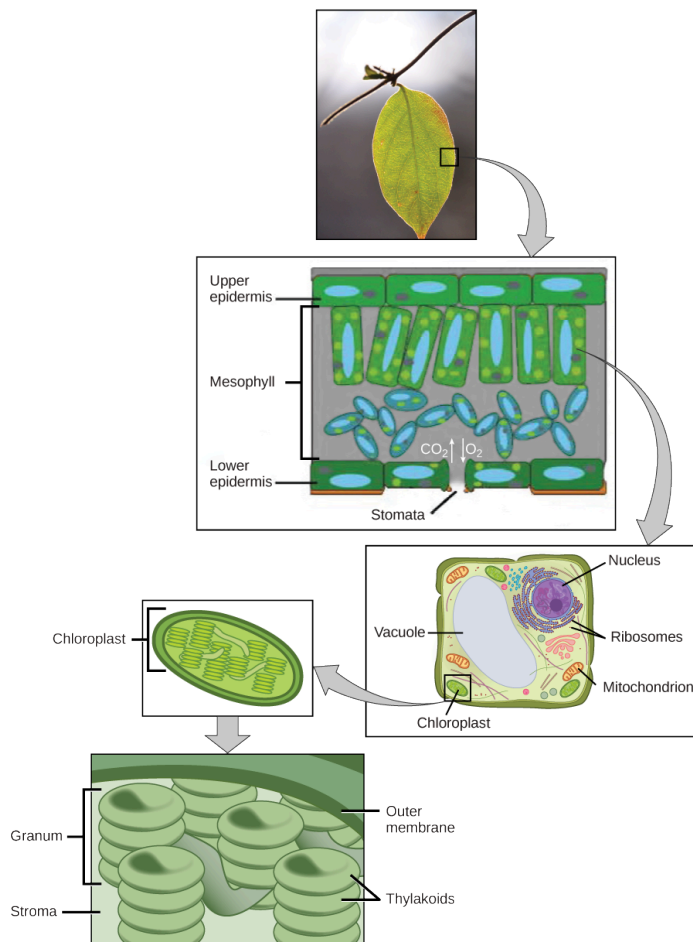 Upper
epidermis
Mesophyll
CO₂ O₂
Lower
epidermis
Stomata
Nucleus
Vacuole
Ribosomes
Mitochondrion
Chloroplast
Chloroplast
Outer
membrane
Granum
Thylakoids
Stroma